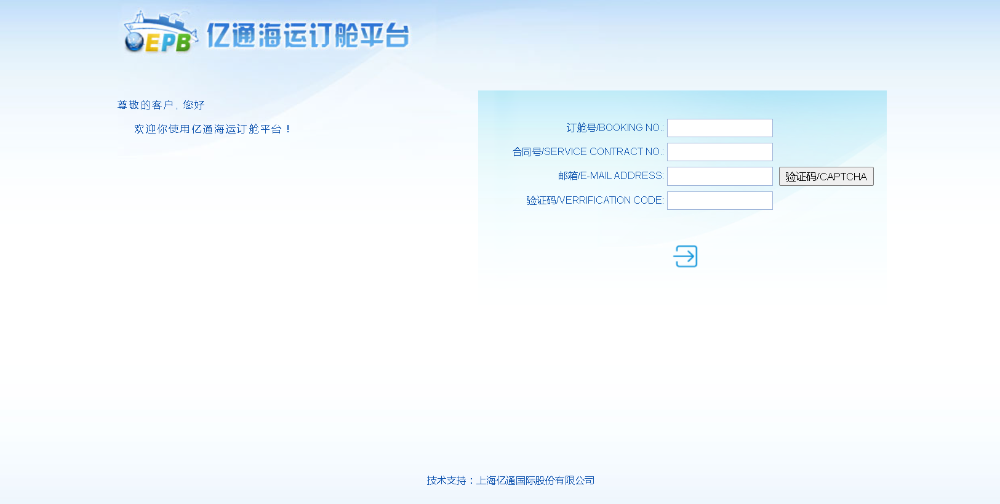 EPB 亿通海运订舱平台
尊敬的客户, 您好
欢迎你使用亿通海运订舱平台！
订舱号/BOOKING NO.:
合同号/SERVICE CONTRACT NO.:
邮箱/E-MAIL ADDRESS: 验证码/CAPTCHA
验证码/VERRIFICATION CODE:
技术支持：上海亿通国际股份有限公司